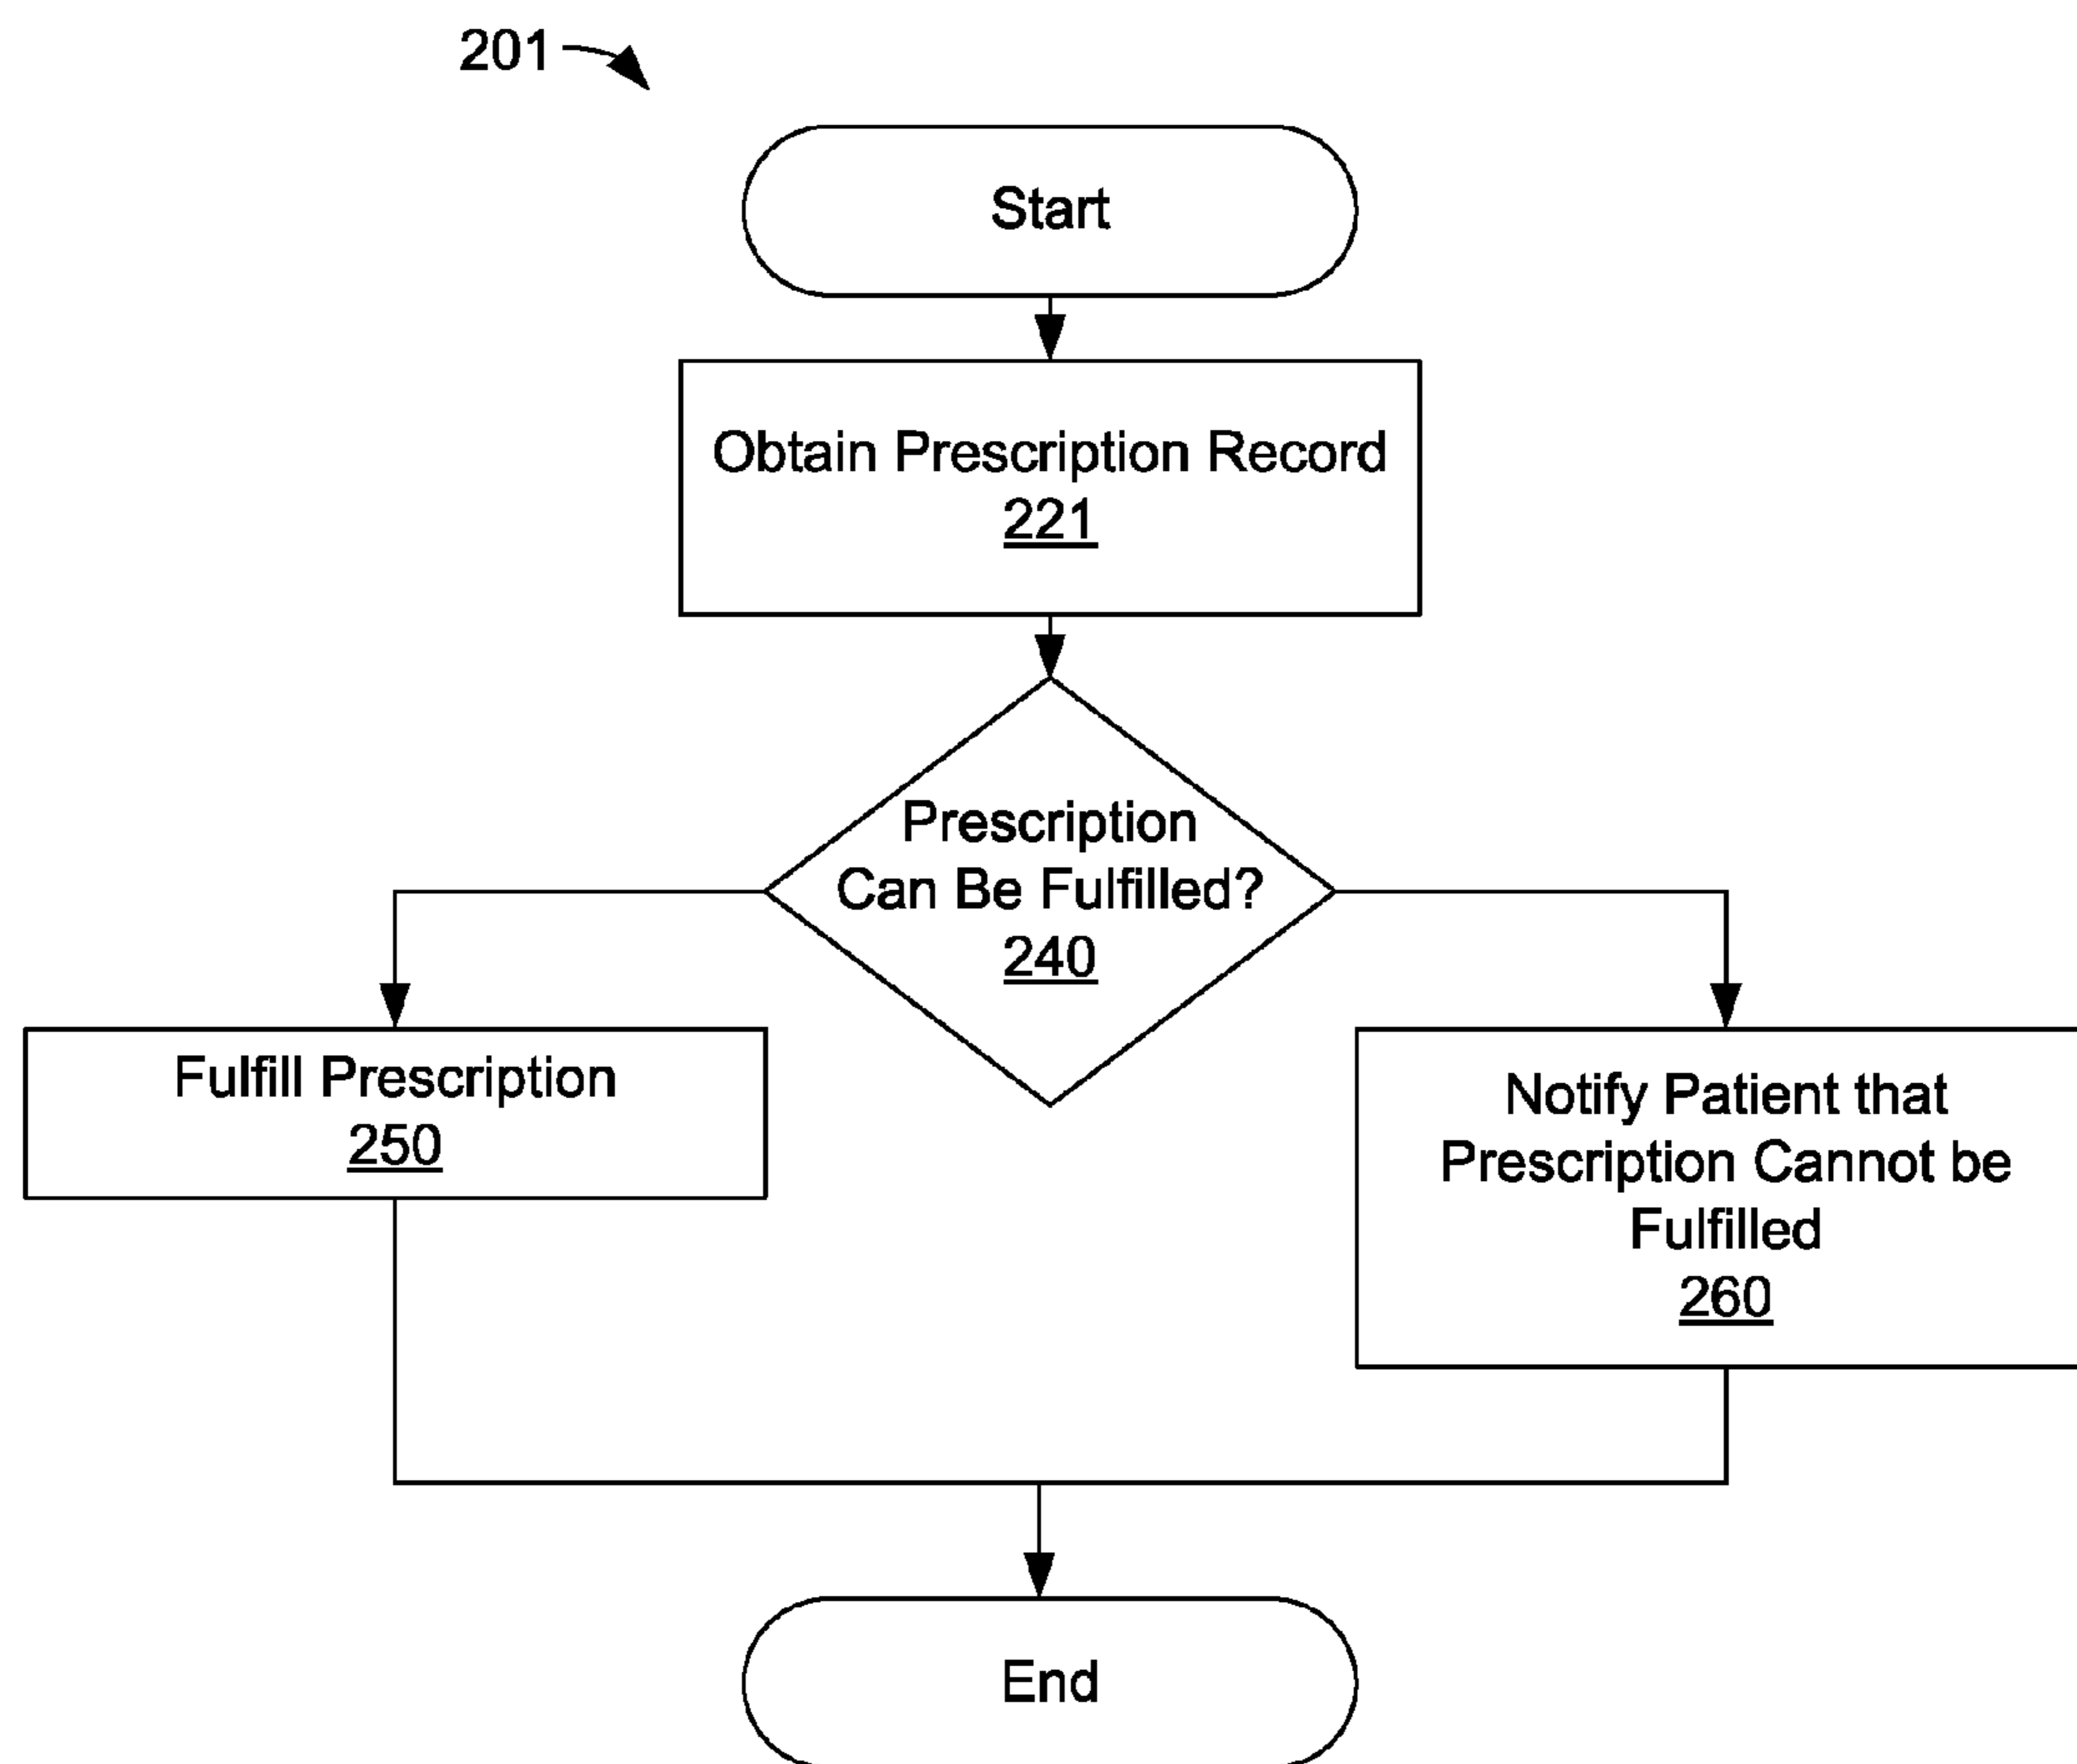 201
Start
Obtain Prescription Record
221
Prescription
Can Be Fulfilled?
240
Fulfill Prescription
250
Notify Patient that
Prescription Cannot be
Fulfilled
260
End